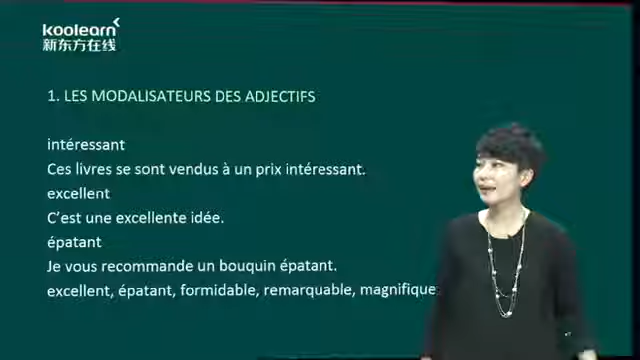 koolearn
新东方在线
1. LES MODALISATEURS DES ADJECTIFS
intéressant
Ces livres se sont vendus à un prix intéressant.
excellent
C'est une excellente idée.
épatant
Je vous recommande un bouquin épatant.
excellent, épatant, formidable, remarquable, magnifique